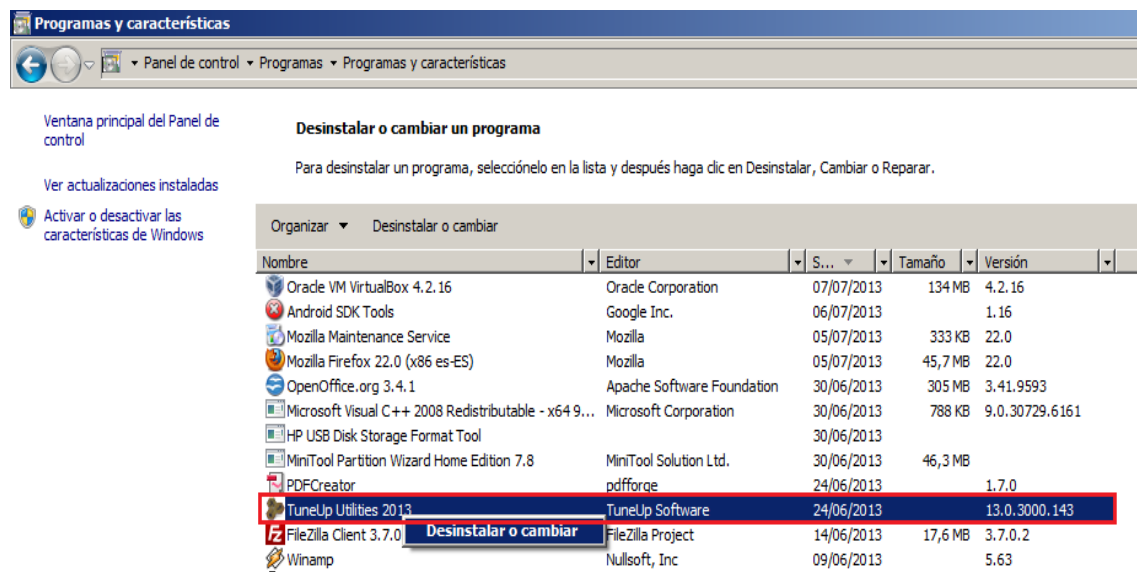 Programas y características
Panel de control Programas Programas y características
Ventana principal del Panel de
control
Ver actualizaciones instaladas
Activar o desactivar las
características de Windows
Desinstalar o cambiar un programa
Para desinstalar un programa, selecciónelo en la lista y después haga clic en Desinstalar, Cambiar o Reparar.
Organizar Desinstalar o cambiar
Nombre Editor S... Tamaño Versión
Oracle VM VirtualBox 4.2.16 Oracle Corporation 07/07/2013 134 MB 4.2.16
Android SDK Tools Google Inc. 06/07/2013 1.16
Mozilla Maintenance Service Mozilla 05/07/2013 333 KB 22.0
Mozilla Firefox 22.0 (x86 es-ES) Mozilla 05/07/2013 45,7 MB 22.0
OpenOffice.org 3.4.1 Apache Software Foundation 30/06/2013 305 MB 3.41.9593
Microsoft Visual C++ 2008 Redistributable - x64 9... Microsoft Corporation 30/06/2013 788 KB 9.0.30729.6161
HP USB Disk Storage Format Tool 30/06/2013
MiniTool Partition Wizard Home Edition 7.8 MiniTool Solution Ltd. 30/06/2013 46,3 MB
PDFCreator pdfforge 24/06/2013 1.7.0
TuneUp Utilities 2013 TuneUp Software 24/06/2013 13.0.3000.143
FileZilla Client 3.7.0 Desinstalar o cambiar FileZilla Project 14/06/2013 17,6 MB 3.7.0.2
Winamp Nullsoft, Inc 09/06/2013 5.63